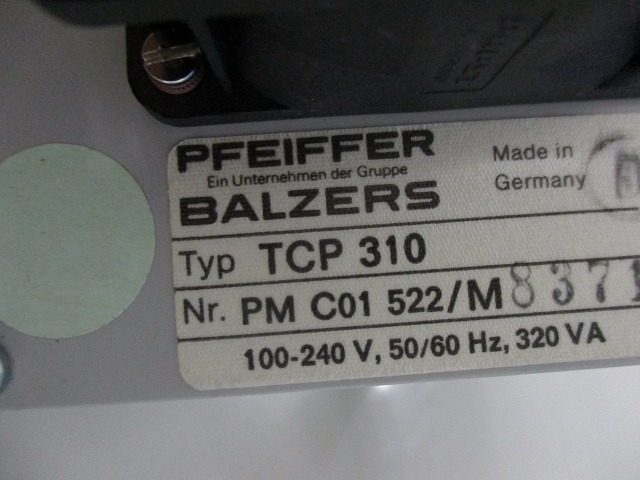 PFEIFFER
Ein Unternehmen der Gruppe
BALZERS
Made in
Germany
Typ TCP 310
Nr. PM C01 522/M 8371
100-240 V, 50/60 Hz, 320 VA